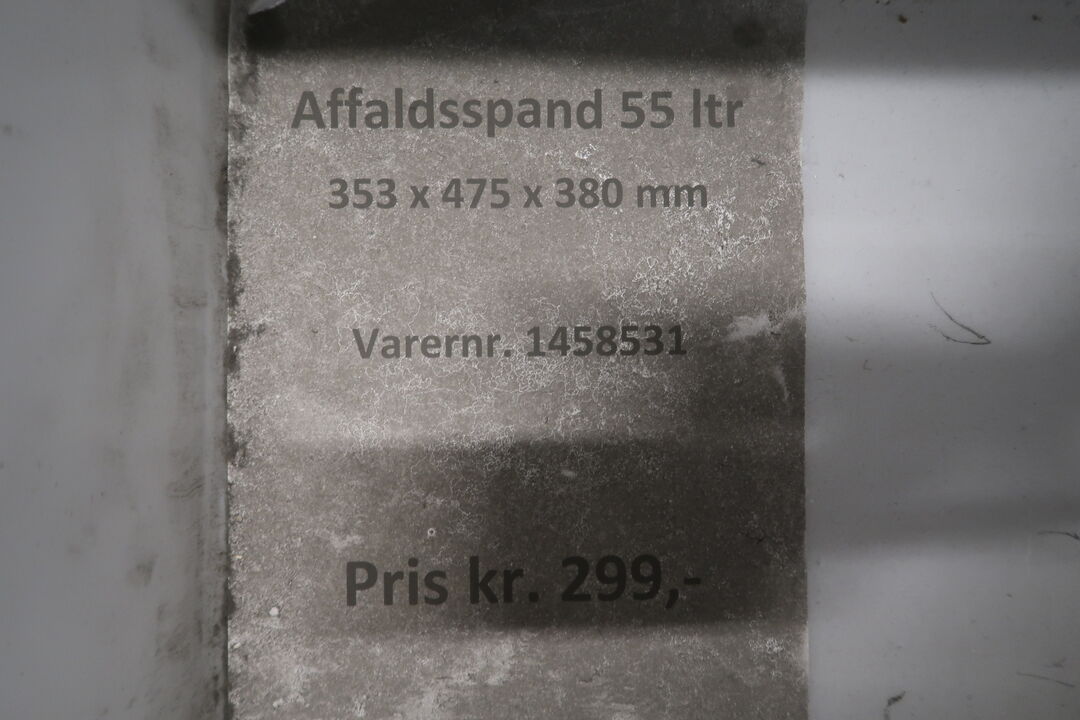 Affaldsspand 55 ltr
353 x 475 x 380 mm
Varernr. 1458531
Pris kr. 299,-